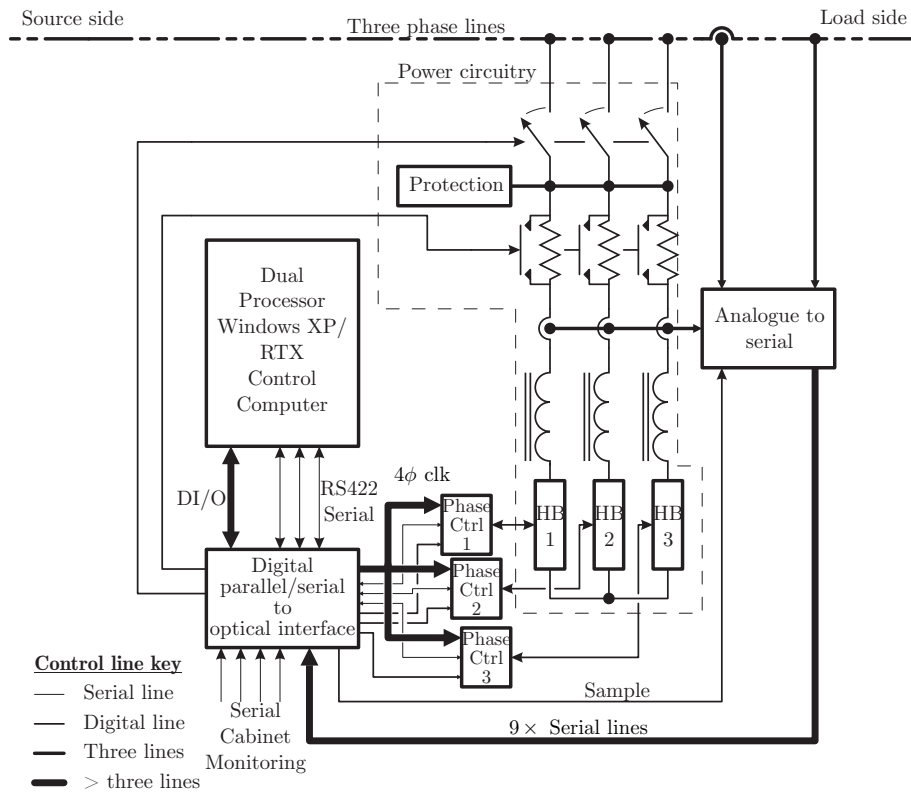 Source side
Three phase lines
Load side
Power circuitry
Protection
Dual
Processor
Windows XP/
RTX
Control
Computer
Analogue to
serial
DI/O
RS422
Serial
4ϕ clk
Phase
Ctrl
1
HB
1
HB
2
HB
3
Digital
parallel/serial
to
optical interface
Phase
Ctrl
2
Phase
Ctrl
3
Control line key
Serial line
Digital line
Three lines
> three lines
Serial
Cabinet
Monitoring
Sample
9× Serial lines